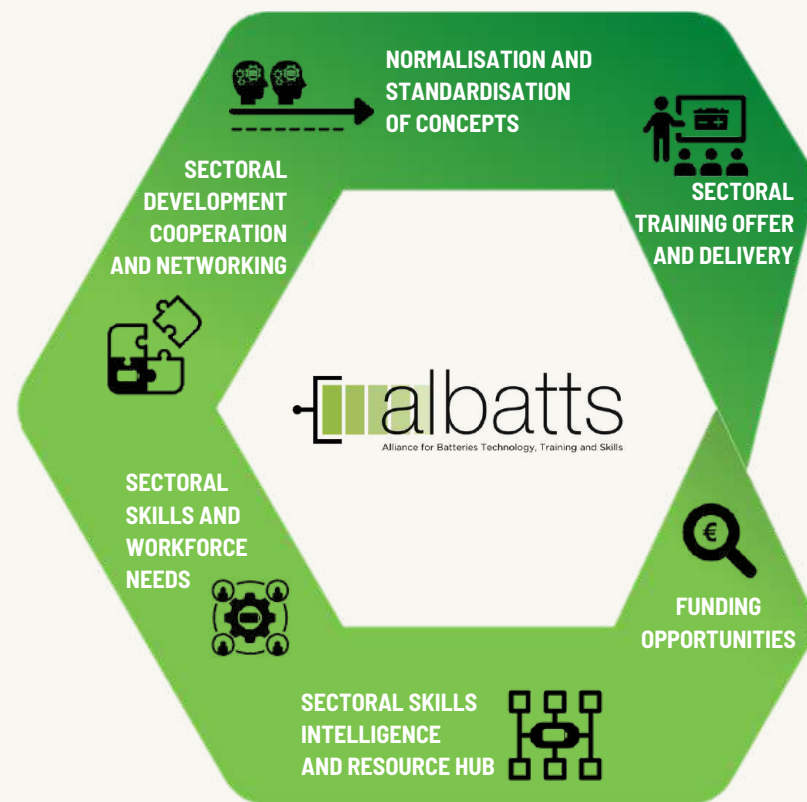 NORMALISATION AND
STANDARDISATION
OF CONCEPTS
SECTORAL
TRAINING OFFER
AND DELIVERY
SECTORAL
DEVELOPMENT
COOPERATION
AND NETWORKING
albatts
Alliance for Batteries Technology, Training and Skills
SECTORAL
SKILLS AND
WORKFORCE
NEEDS
€
FUNDING
OPPORTUNITIES
SECTORAL SKILLS
INTELLIGENCE
AND RESOURCE HUB